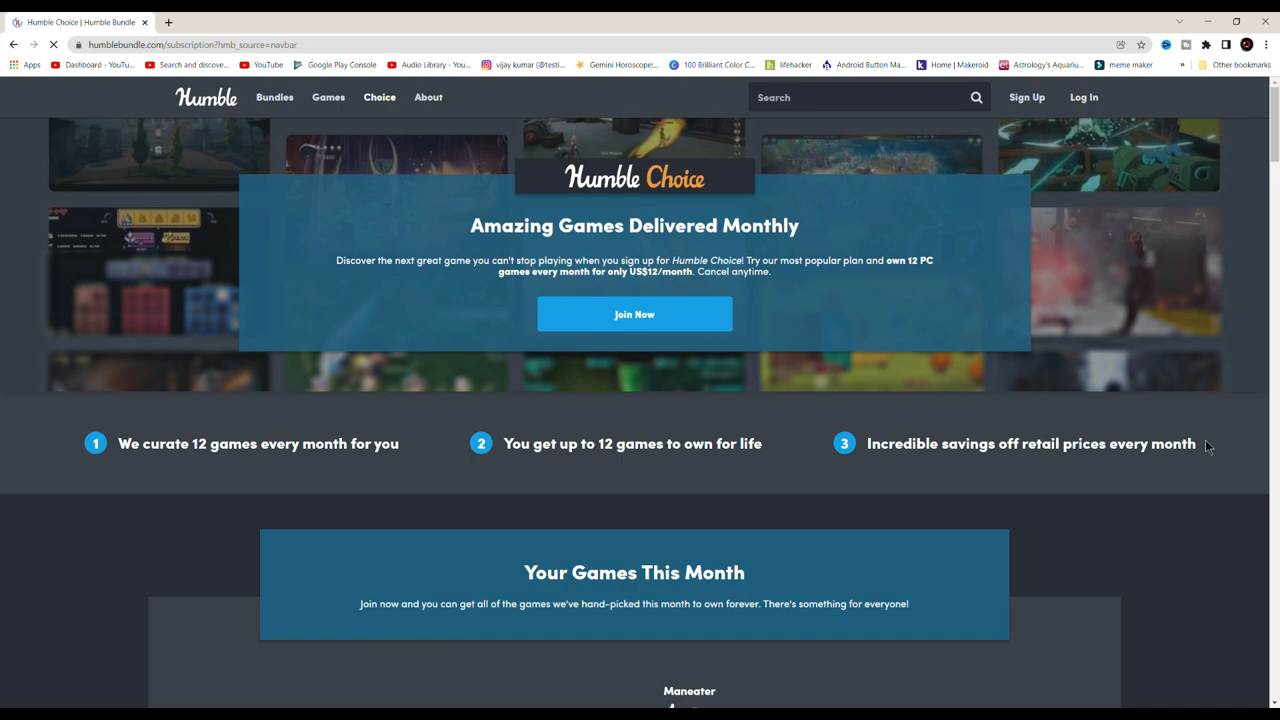 Humble Choice | Humble Bundle
humblebundle.com/subscription?hmb_source=navbar
Apps
Dashboard - YouTu...
Search and discove...
YouTube
Google Play Console
Audio Library - You...
vijay kumar (@testi...
Gemini Horoscope:...
100 Brilliant Color C...
lifehacker
Android Button Ma...
Home | Makeroid
Astrology's Aquariu...
meme maker
»
Other bookmarks
Humble
Bundles
Games
Choice
About
Search
Sign Up
Log In
Humble Choice
Amazing Games Delivered Monthly
Discover the next great game you can't stop playing when you sign up for Humble Choice! Try our most popular plan and own 12 PC
games every month for only US$12/month. Cancel anytime.
Join Now
1 We curate 12 games every month for you
2 You get up to 12 games to own for life
3 Incredible savings off retail prices every month
Your Games This Month
Join now and you can get all of the games we've hand-picked this month to own forever. There's something for everyone!
Maneater